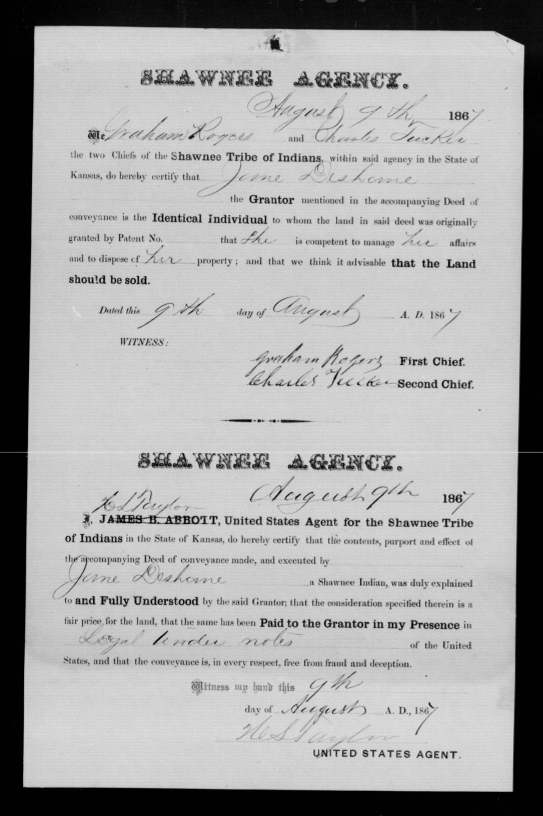 SHAWNEE AGENCY.
August 9th 1867
We Graham Rogers and Charles Tucker
the two Chiefs of the Shawnee Tribe of Indians, within said agency in the State of
Kansas, do hereby certify that Jane Deshane
the Grantor mentioned in the accompanying Deed of
conveyance is the Identical Individual to whom the land in said deed was originally
granted by Patent No. that she is competent to manage her affairs
and to dispose of her property; and that we think it advisable that the Land
should be sold.
Dated this 9th day of August A. D. 1867
WITNESS:
Graham Rogers First Chief.
Charles Tucker Second Chief.
SHAWNEE AGENCY.
August 9th 1867
H L Taylor
I, JAMES B. ABBOTT, United States Agent for the Shawnee Tribe
of Indians in the State of Kansas, do hereby certify that the contents, purport and effect of
the accompanying Deed of conveyance made, and executed by
Jane Deshane a Shawnee Indian, was duly explained
to and Fully Understood by the said Grantor; that the consideration specified therein is a
fair price for the land, that the same has been Paid to the Grantor in my Presence in
Legal tender notes of the United
States, and that the conveyance is, in every respect, free from fraud and deception.
Witness my hand this 9th
day of August A. D., 1867
H L Taylor
UNITED STATES AGENT.